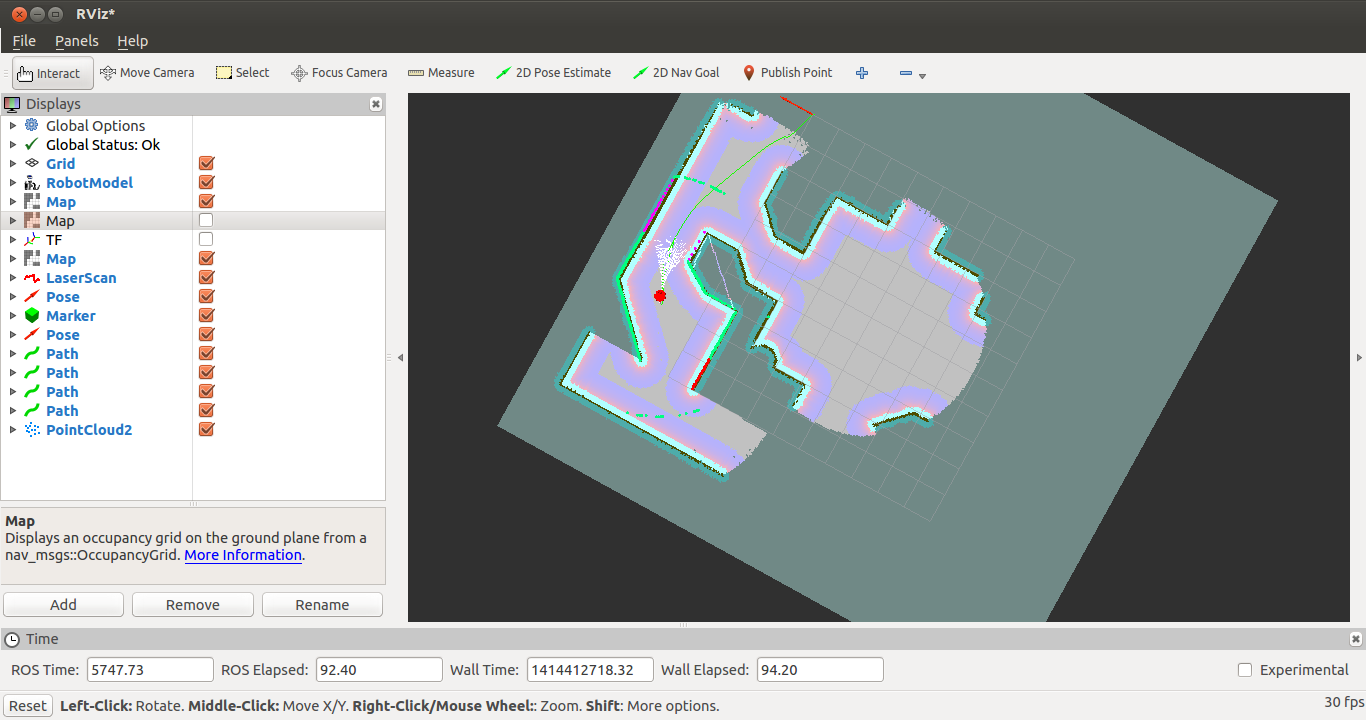 RViz*
File Panels Help
Interact Move Camera Select Focus Camera Measure 2D Pose Estimate 2D Nav Goal Publish Point
Displays
Global Options
Global Status: Ok
Grid
RobotModel
Map
Map
TF
Map
LaserScan
Pose
Marker
Pose
Path
Path
Path
Path
PointCloud2
Map
Displays an occupancy grid on the ground plane from a
nav_msgs::OccupancyGrid. More Information.
Add Remove Rename
Time
ROS Time: 5747.73 ROS Elapsed: 92.40 Wall Time: 1414412718.32 Wall Elapsed: 94.20 Experimental
Reset Left-Click: Rotate. Middle-Click: Move X/Y. Right-Click/Mouse Wheel:: Zoom. Shift: More options. 30 fps